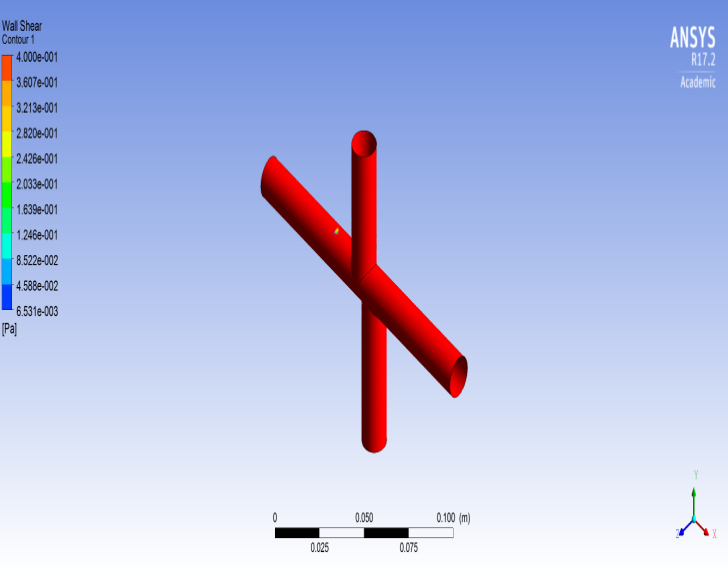 Wall Shear
Contour 1
4.000e-001
3.607e-001
3.213e-001
2.820e-001
2.426e-001
2.033e-001
1.639e-001
1.246e-001
8.522e-002
4.588e-002
6.531e-003
[Pa]
ANSYS
R17.2
Academic
0 0.050 0.100 (m)
0.025 0.075
Y
Z X